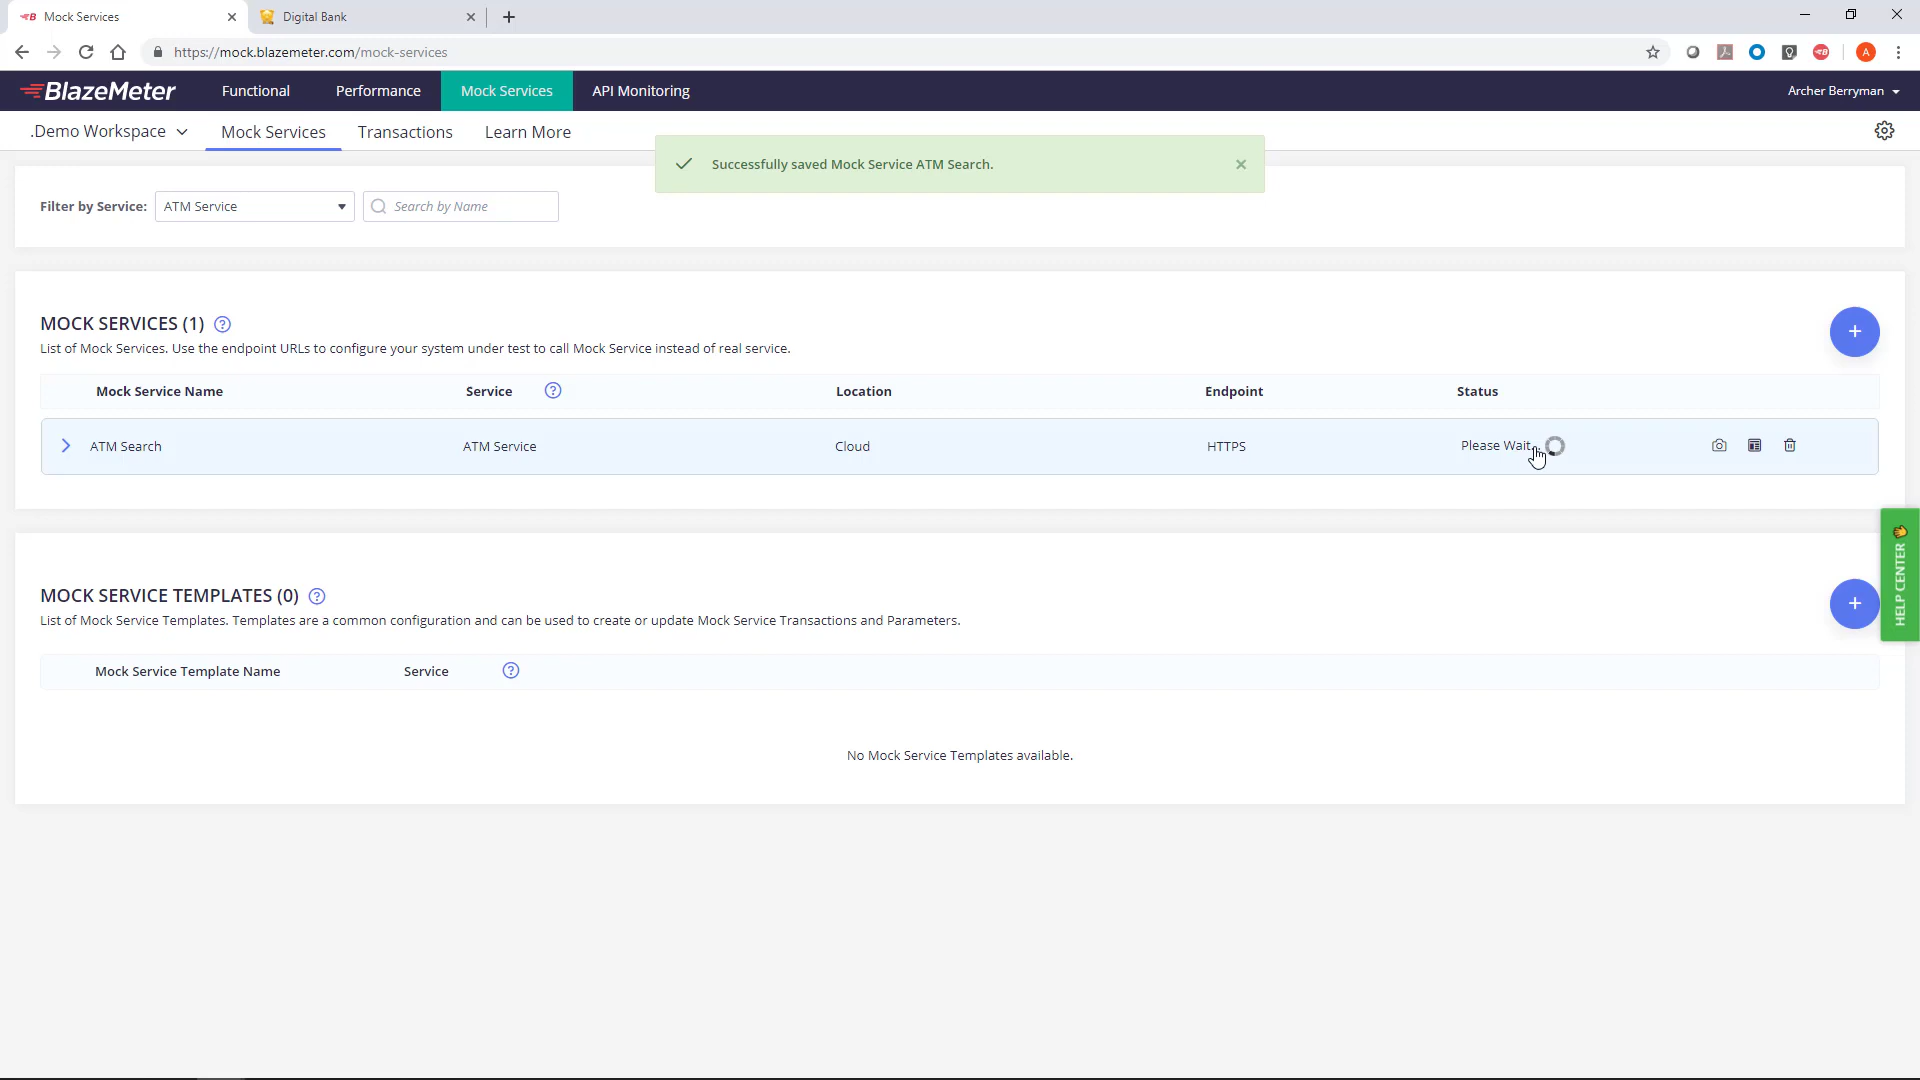 Mock Services
Digital Bank
https://mock.blazemeter.com/mock-services
A
BlazeMeter
Functional
Performance
Mock Services
API Monitoring
Archer Berryman
.Demo Workspace
Mock Services
Transactions
Learn More
Successfully saved Mock Service ATM Search.
Filter by Service:
ATM Service
Search by Name
MOCK SERVICES (1)
List of Mock Services. Use the endpoint URLs to configure your system under test to call Mock Service instead of real service.
Mock Service Name
Service
Location
Endpoint
Status
ATM Search
ATM Service
Cloud
HTTPS
Please Wait..
HELP CENTER
MOCK SERVICE TEMPLATES (0)
List of Mock Service Templates. Templates are a common configuration and can be used to create or update Mock Service Transactions and Parameters.
Mock Service Template Name
Service
No Mock Service Templates available.